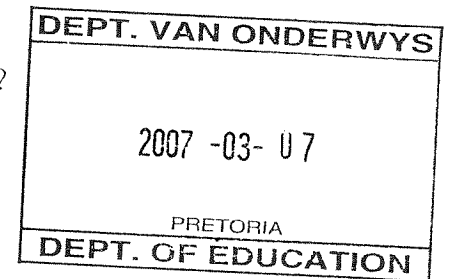 DEPT. VAN ONDERWYS
2007 -03- 07
PRETORIA
DEPT. OF EDUCATION